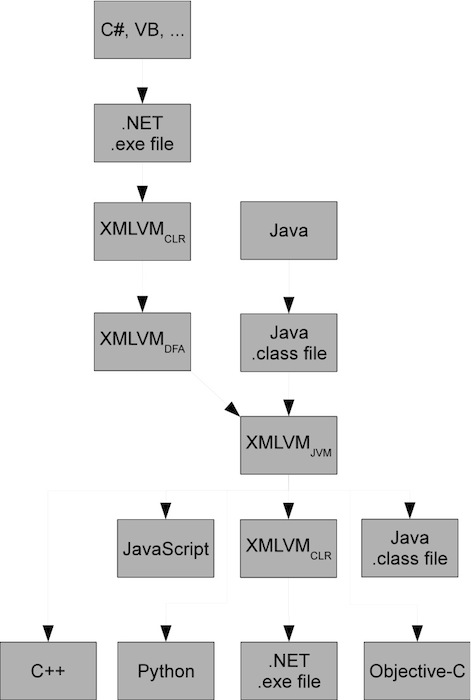 C#, VB, ...
.NET
.exe file
XMLVM CLR
Java
XMLVM DFA
Java
.class file
XMLVM JVM
JavaScript
XMLVM CLR
Java
.class file
C++
Python
.NET
.exe file
Objective-C